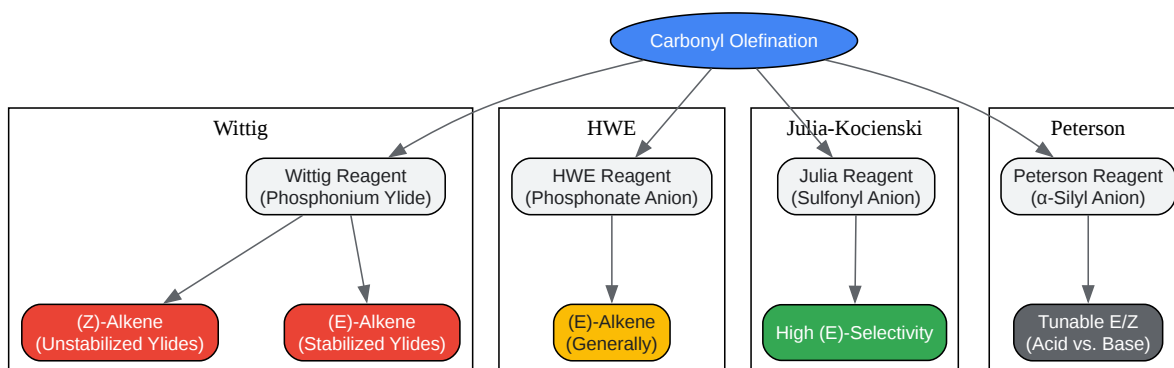 Carbonyl Olefination
Wittig
HWE
Julia-Kocienski
Peterson
Wittig Reagent
(Phosphonium Ylide)
HWE Reagent
(Phosphonate Anion)
Julia Reagent
(Sulfonyl Anion)
Peterson Reagent
(α-Silyl Anion)
(Z)-Alkene
(Unstabilized Ylides)
(E)-Alkene
(Stabilized Ylides)
(E)-Alkene
(Generally)
High (E)-Selectivity
Tunable E/Z
(Acid vs. Base)